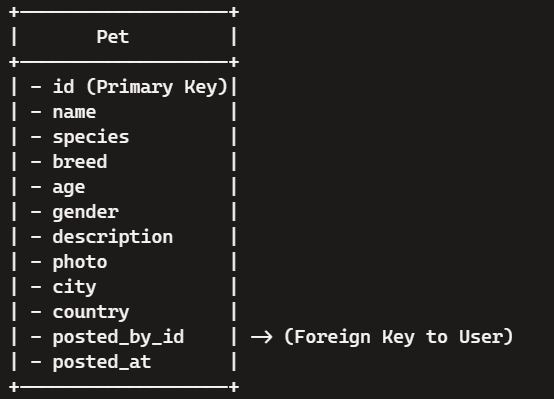 +-------------------+
|       Pet         |
+-------------------+
| - id (Primary Key)|
| - name            |
| - species         |
| - breed           |
| - age             |
| - gender          |
| - description     |
| - photo           |
| - city            |
| - country         |
| - posted_by_id    | -> (Foreign Key to User)
| - posted_at       |
+-------------------+